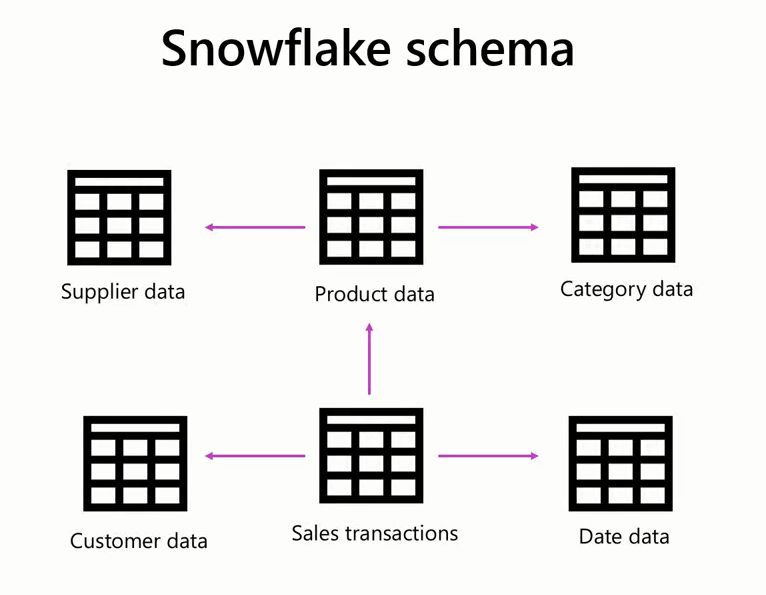 Snowflake schema
Supplier data
Product data
Category data
Customer data
Sales transactions
Date data